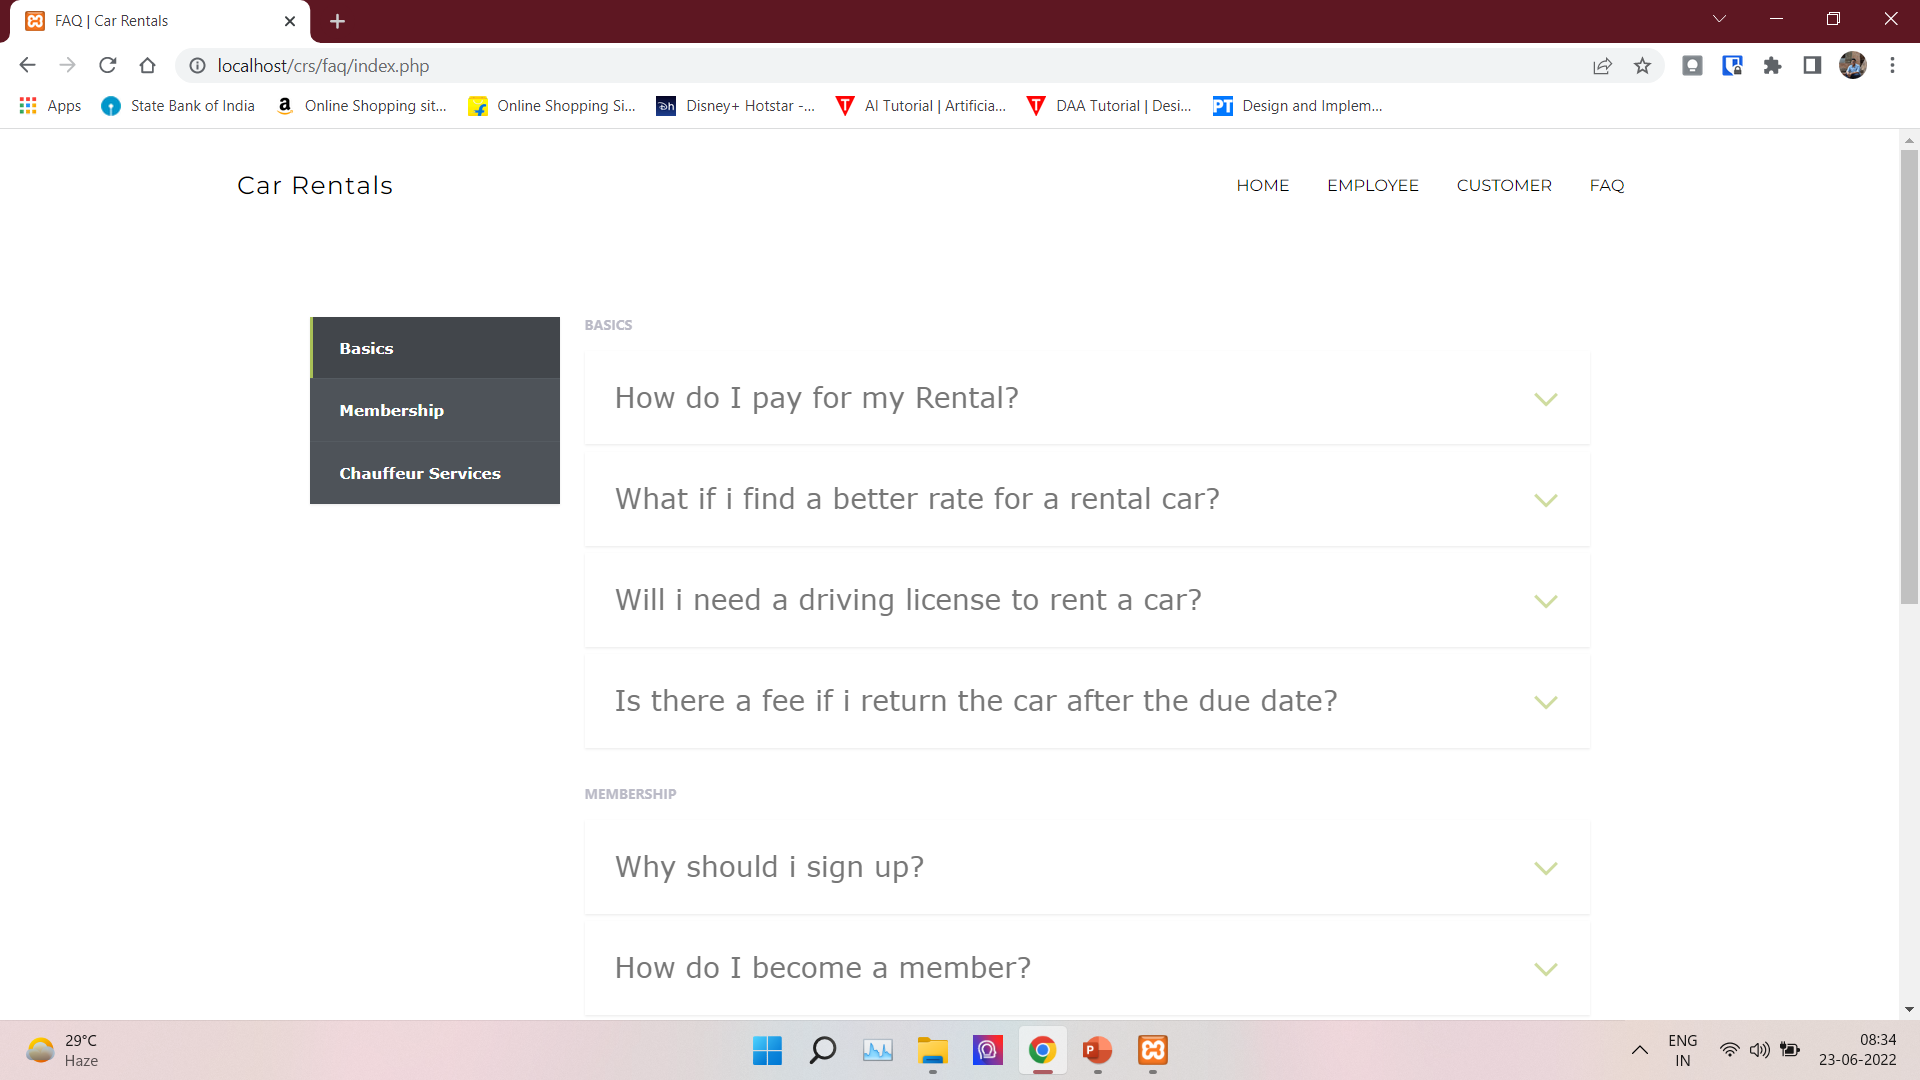 FAQ | Car Rentals
localhost/crs/faq/index.php
Apps
State Bank of India
Online Shopping sit...
Online Shopping Si...
Disney+ Hotstar -...
AI Tutorial | Artificia...
DAA Tutorial | Desi...
Design and Implem...
Car Rentals
HOME
EMPLOYEE
CUSTOMER
FAQ
Basics
Membership
Chauffeur Services
BASICS
How do I pay for my Rental?
What if i find a better rate for a rental car?
Will i need a driving license to rent a car?
Is there a fee if i return the car after the due date?
MEMBERSHIP
Why should i sign up?
How do I become a member?
29°C
Haze
ENG
IN
08:34
23-06-2022